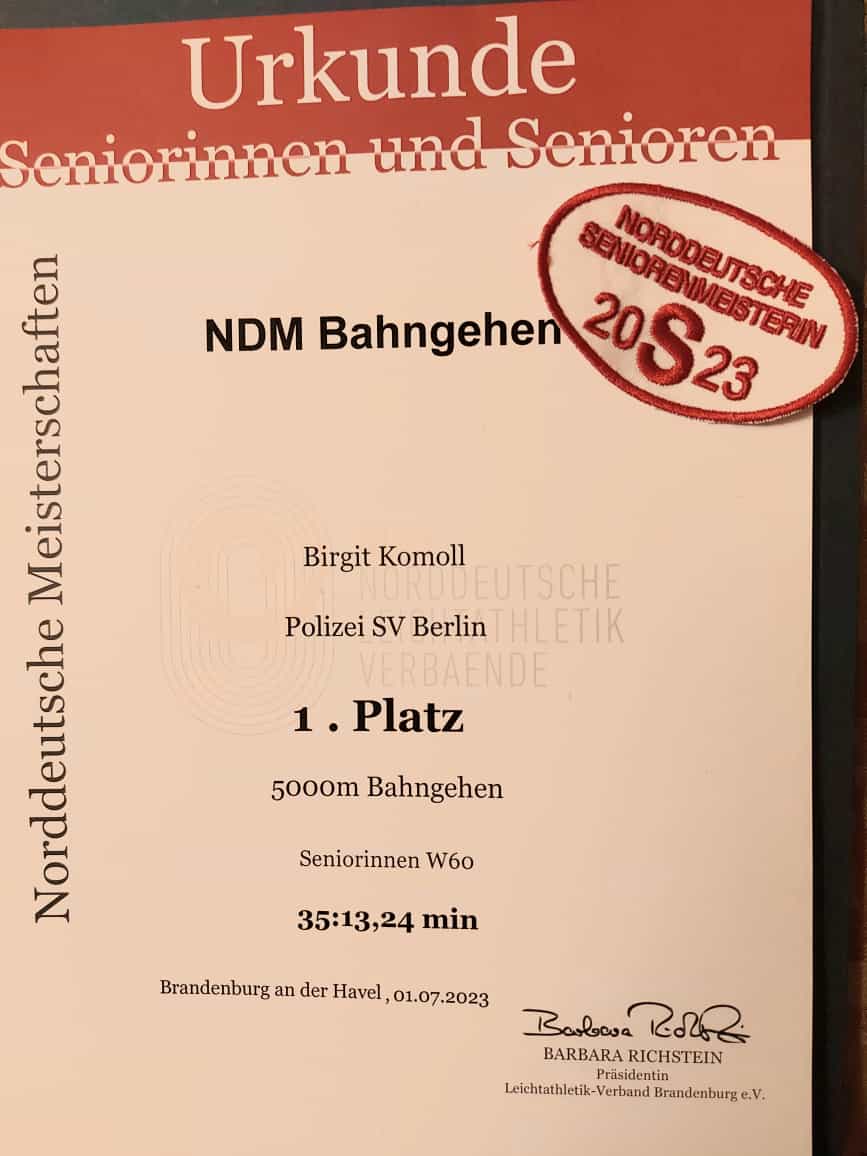 Urkunde
Seniorinnen und Senioren
NORDDEUTSCHE
SENIORENMEISTERIN
20S23
Norddeutsche Meisterschaften
NDM Bahngehen
Birgit Komoll
NORDDEUTSCHE
Polizei SV Berlin
LEICHTATHLETIK
VERBAENDE
1 . Platz
5000m Bahngehen
Seniorinnen W60
35:13,24 min
Brandenburg an der Havel , 01.07.2023
Barbara Richstein
BARBARA RICHSTEIN
Präsidentin
Leichtathletik-Verband Brandenburg e.V.